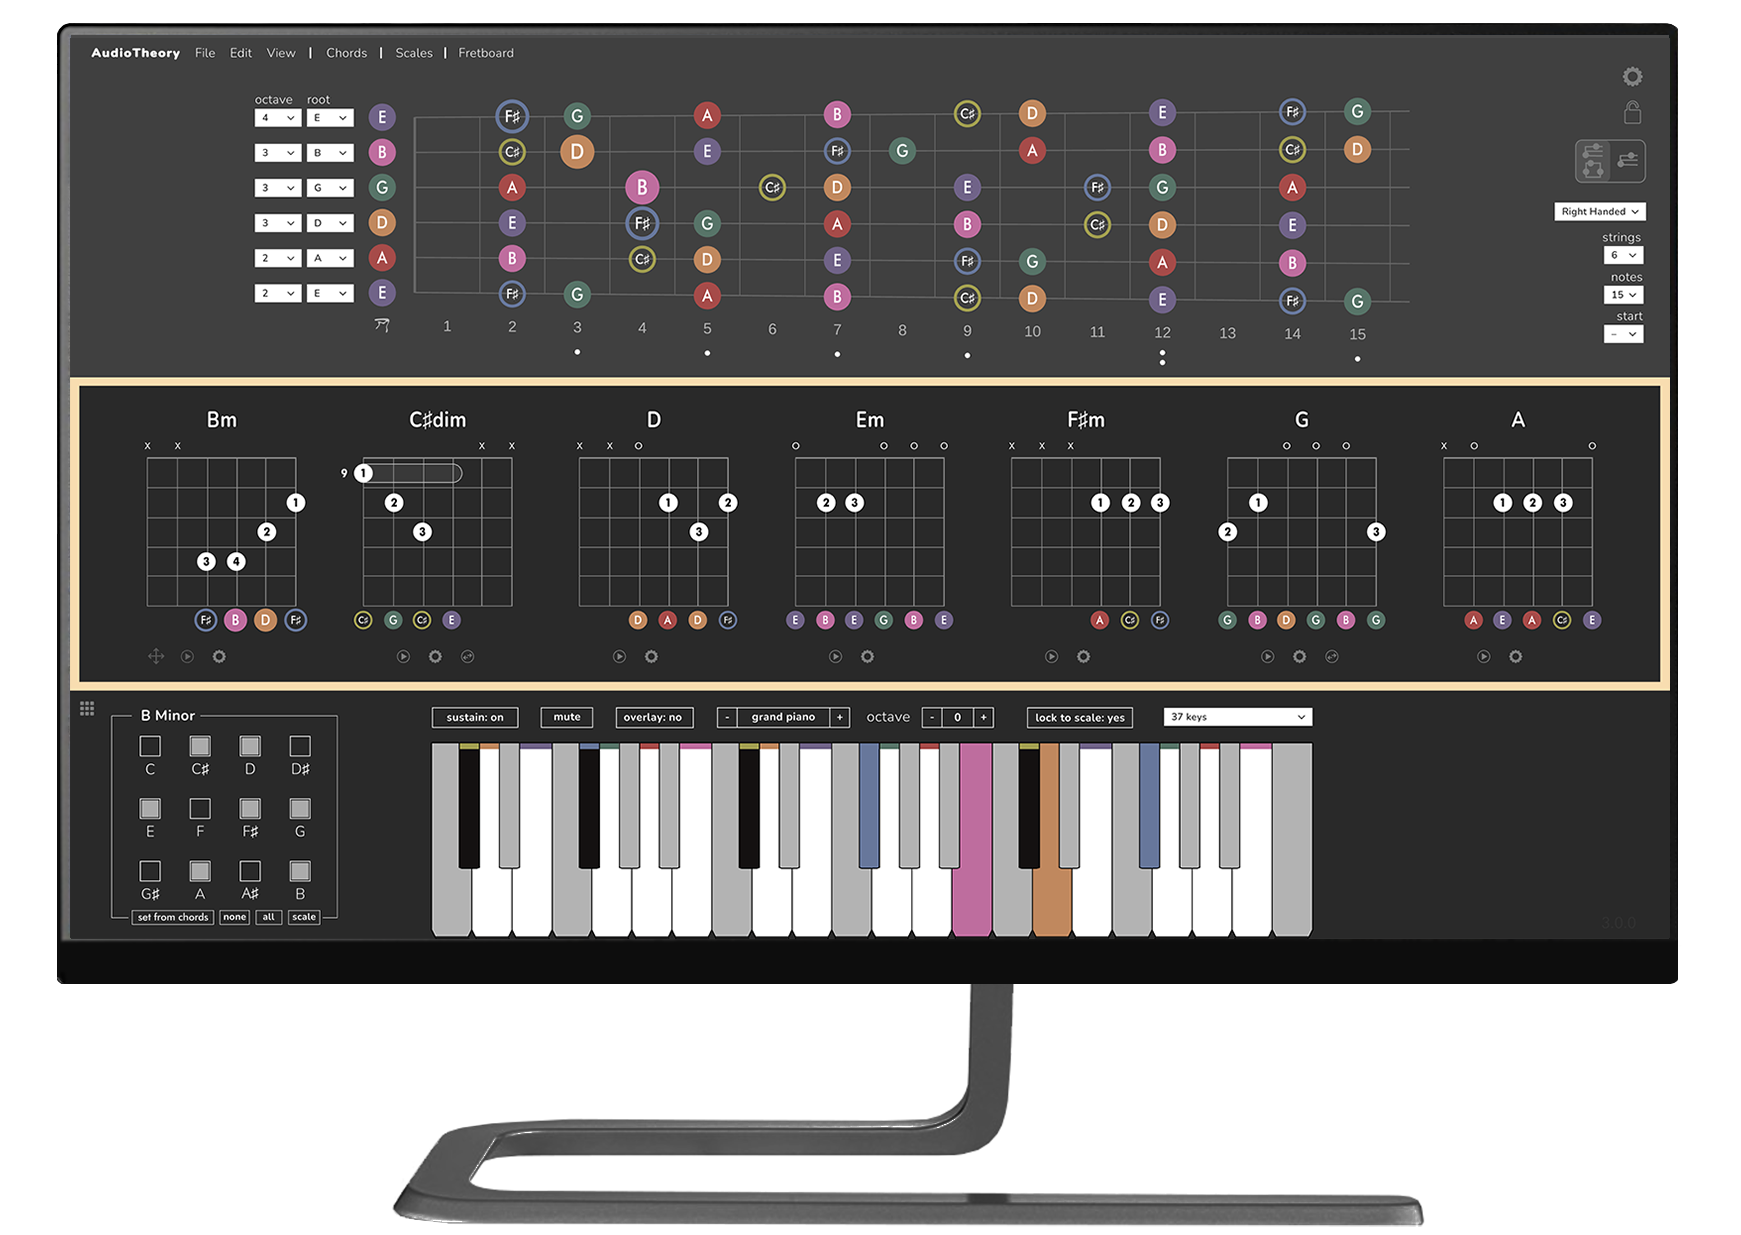 AudioTheory File Edit View | Chords | Scales | Fretboard
octave root
4 E E F♯ G A B C♯ D E F♯ G
3 B B C♯ D E F♯ G A B C♯ D
3 G G A B C♯ D E F♯ G A
3 D D E F♯ G A B C♯ D E
2 A A B C♯ D E F♯ G A B
2 E E F♯ G A B C♯ D E F♯ G
1 2 3 4 5 6 7 8 9 10 11 12 13 14 15
Right Handed
strings
6
notes
15
start
–
Bm C♯dim D Em F♯m G A
x x x x x x o o o o o x x x o o o x o o
9 1
1 2 1 2 2 3 1 2 3 1 1 2 3
2 3 3 2 3
3 4
F♯ B D F♯ C♯ G C♯ E D A D F♯ E B E G B E A C♯ F♯ G B D G B G A E A C♯ E
B Minor
C C♯ D D♯
E F F♯ G
G♯ A A♯ B
set from chords none all scale
sustain: on mute overlay: no - grand piano + octave - 0 + lock to scale: yes 37 keys
3.0.0